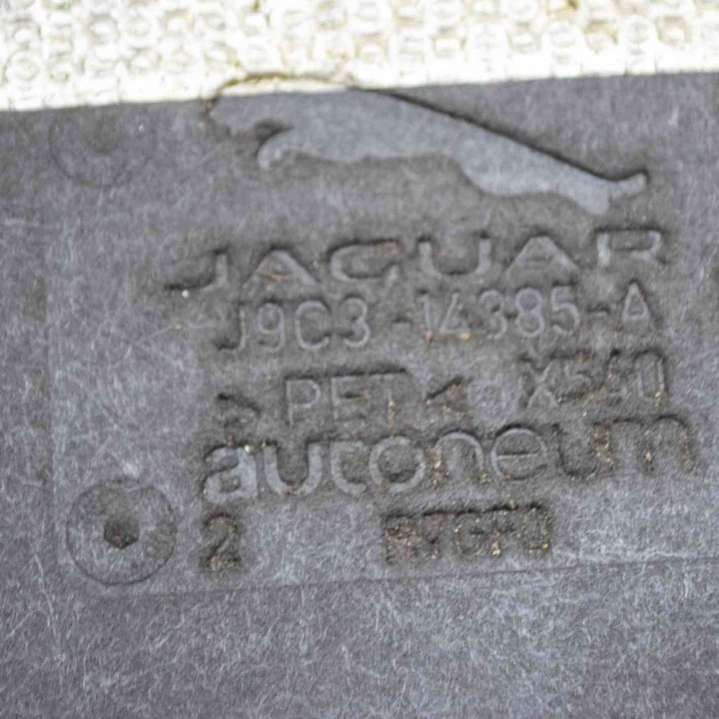 JAGUAR
J9C3-14385-A
>PET< X540
autoneum
2